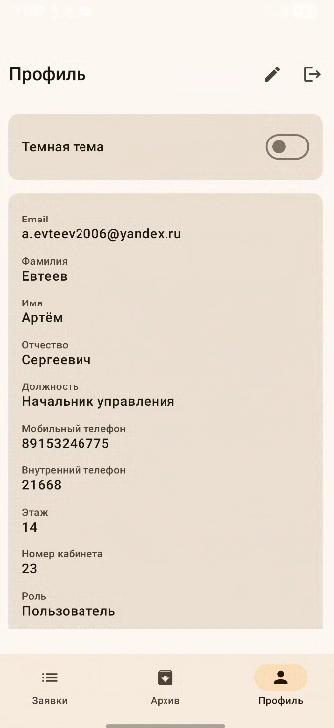 Профиль
Темная тема
Email
a.evteev2006@yandex.ru
Фамилия
Евтеев
Имя
Артём
Отчество
Сергеевич
Должность
Начальник управления
Мобильный телефон
89153246775
Внутренний телефон
21668
Этаж
14
Номер кабинета
23
Роль
Пользователь
Заявки
Архив
Профиль